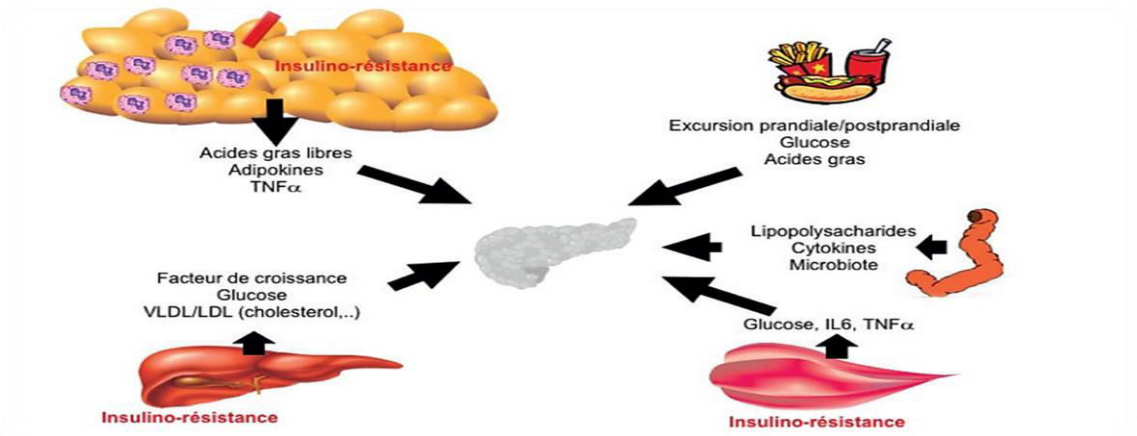 Insulino-résistance
Acides gras libres
Adipokines
TNFα
Excursion prandiale/postprandiale
Glucose
Acides gras
Lipopolysacharides
Cytokines
Microbiote
Facteur de croissance
Glucose
VLDL/LDL (cholesterol,..)
Glucose, IL6, TNFα
Insulino-résistance
Insulino-résistance